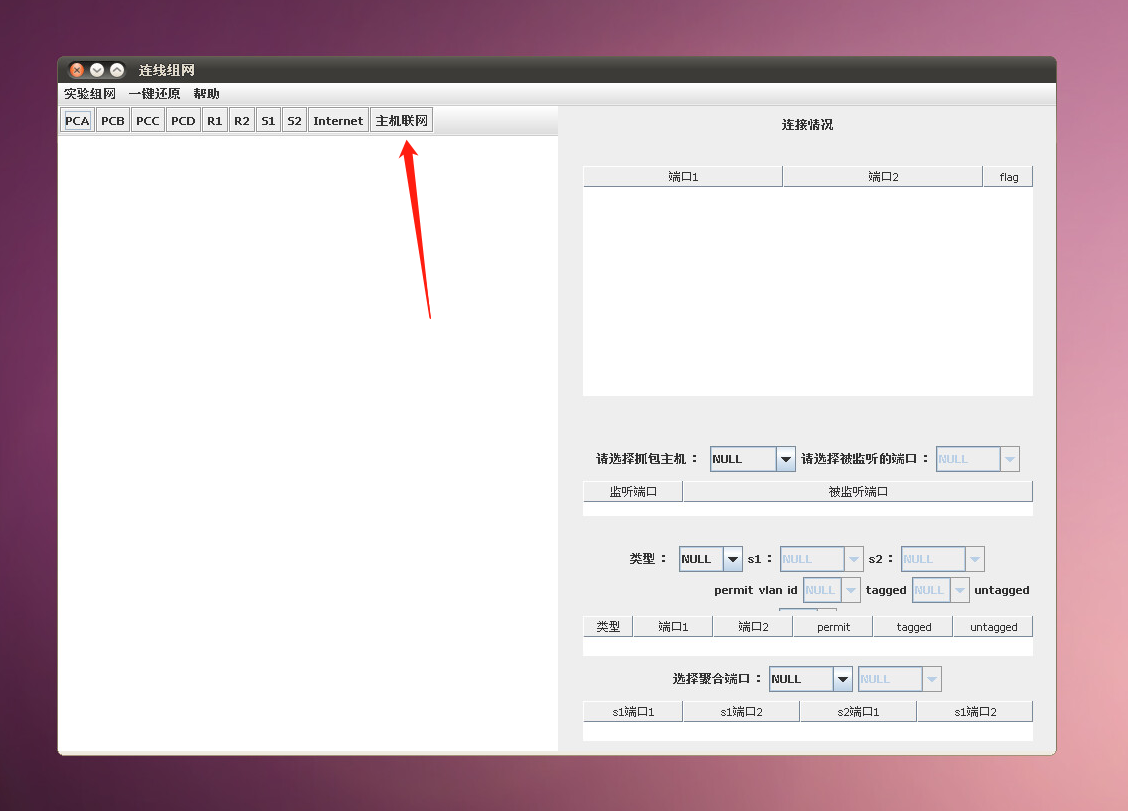 连线组网
实验组网 一键还原 帮助
PCA PCB PCC PCD R1 R2 S1 S2 Internet 主机联网
连接情况
端口1 端口2 flag
请选择抓包主机： NULL 请选择被监听的端口： NULL
监听端口 被监听端口
类型： NULL s1： NULL s2： NULL
permit vlan id NULL tagged NULL untagged
类型 端口1 端口2 permit tagged untagged
选择聚合端口： NULL NULL
s1端口1 s1端口2 s2端口1 s1端口2